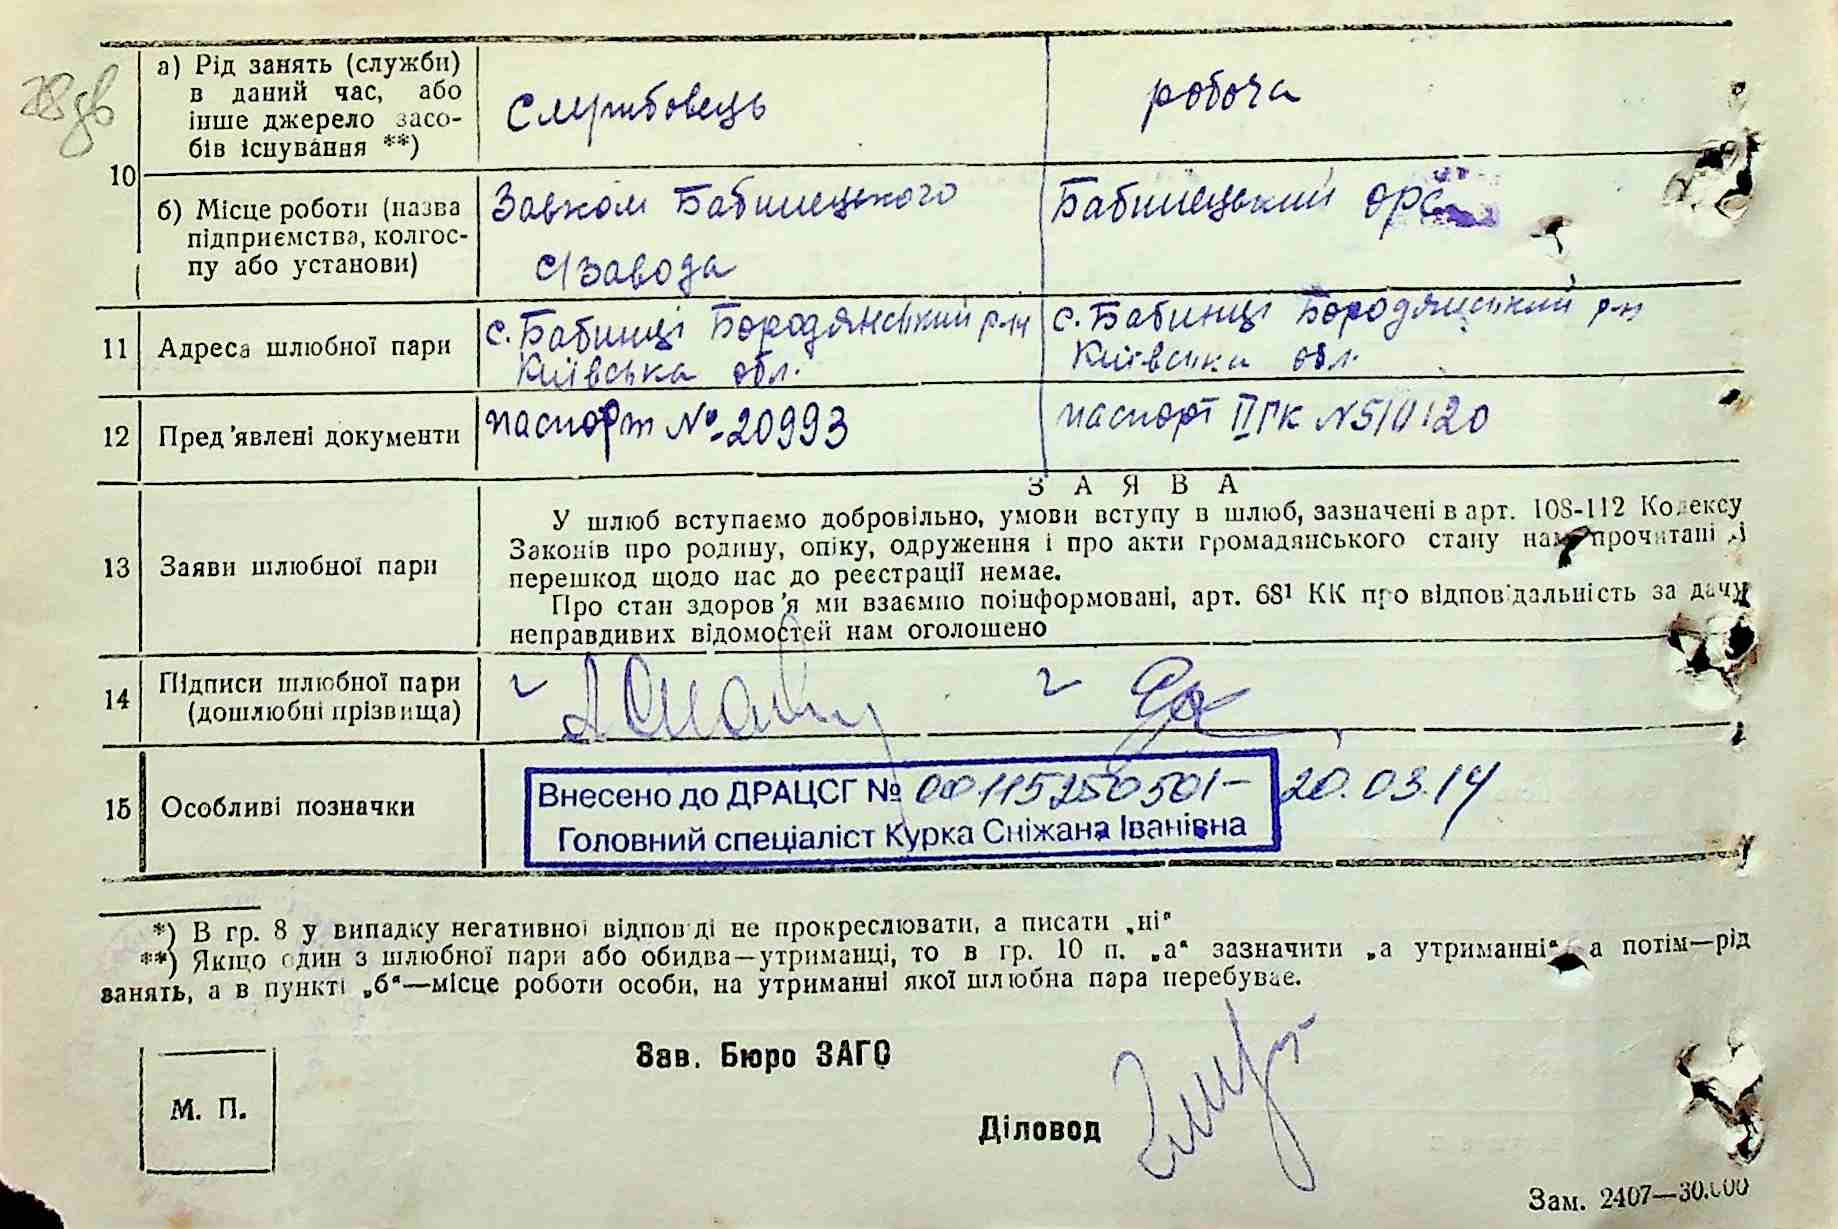 28дв
10
а) Рід занять (служби)
в даний час, або
інше джерело засо-
бів існування **)
Службовець
робоча
б) Місце роботи (назва
підприємства, колгос-
пу або установи)
Завком Бабинецького
с/завода
Бабинецький орс
11
Адреса шлюбної пари
с. Бабинці Бородянський р-н
Київська обл.
с. Бабинці Бородянський р-н
Київська обл.
12
Пред'явлені документи
паспорт № 20993
паспорт II ГК N 510120
13
Заяви шлюбної пари
ЗАЯВА
У шлюб вступаємо добровільно, умови вступу в шлюб, зазначені в арт. 108-112 Кодексу
Законів про родину, опіку, одруження і про акти громадянського стану нам прочитані і
перешкод щодо нас до реєстрації немає.
Про стан здоров'я ми взаємно поінформовані, арт. 68¹ КК про відповідальність за дачу
неправдивих відомостей нам оголошено
14
Підписи шлюбної пари
(дошлюбні прізвища)
15
Особливі позначки
Внесено до ДРАЦСГ № 00115250501- 20.03.14
Головний спеціаліст Курка Сніжана Іванівна
*) В гр. 8 у випадку негативної відповіді не прокреслювати, а писати „ні"
**) Якщо один з шлюбної пари або обидва—утриманці, то в гр. 10 п. „а" зазначити „а утриманні" а потім—рід
занять, а в пункті „б"—місце роботи особи, на утриманні якої шлюбна пара перебуває.
Зав. Бюро ЗАГС
М. П.
Діловод
Зам. 2407—30.000